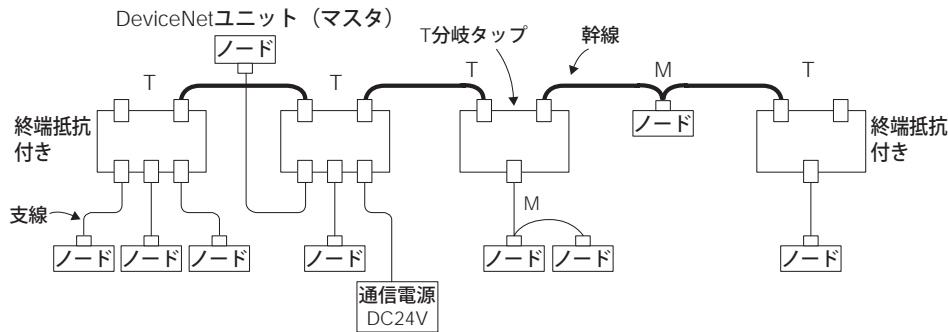 DeviceNetユニット（マスタ）
ノード
T分岐タップ
幹線
T
T
T
M
T
終端抵抗
付き
ノード
終端抵抗
付き
支線
M
ノード
ノード
ノード
ノード
ノード
ノード
ノード
通信電源
DC24V